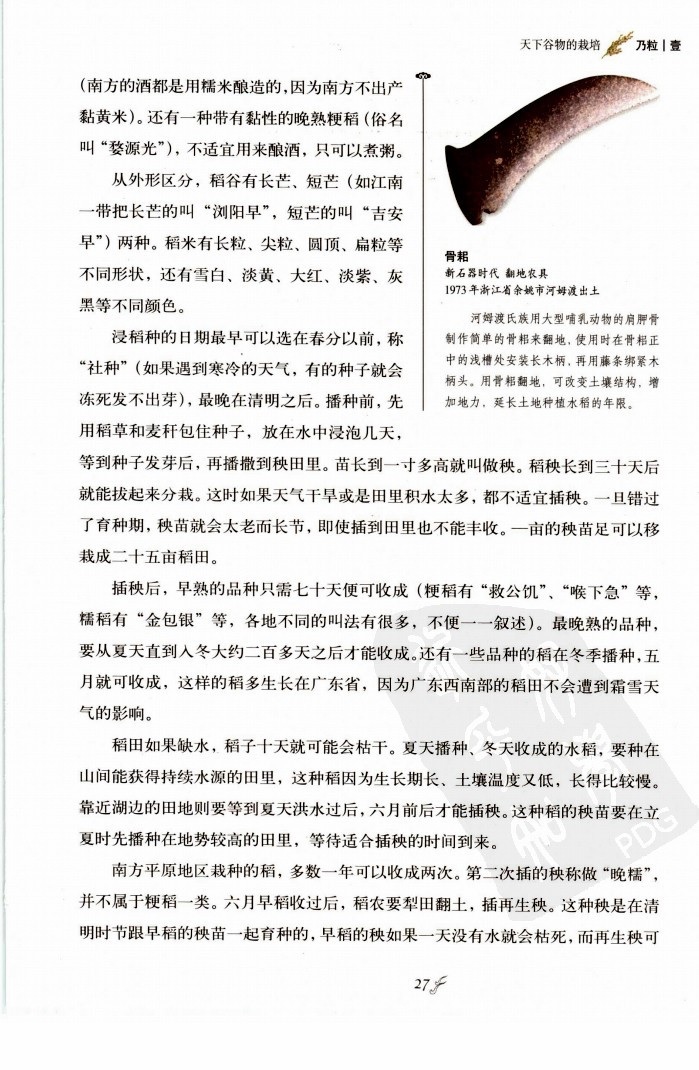 天下谷物的栽培 乃粒|壹
(南方的酒都是用糯米酿造的,因为南方不出产
黏黄米)。还有一种带有黏性的晚熟粳稻(俗名
叫“婺源光”),不适宜用来酿酒,只可以煮粥。
从外形区分,稻谷有长芒、短芒(如江南
一带把长芒的叫“浏阳早”,短芒的叫“吉安
早”)两种。稻米有长粒、尖粒、圆顶、扁粒等
不同形状,还有雪白、淡黄、大红、淡紫、灰
黑等不同颜色。
浸稻种的日期最早可以选在春分以前,称
“社种”(如果遇到寒冷的天气,有的种子就会
冻死发不出芽),最晚在清明之后。播种前,先
用稻草和麦秆包住种子,放在水中浸泡几天,
等到种子发芽后,再播撒到秧田里。苗长到一寸多高就叫做秧。稻秧长到三十天后
就能拔起来分栽。这时如果天气干旱或是田里积水太多,都不适宜插秧。一旦错过
了育种期,秧苗就会太老而长节,即使插到田里也不能丰收。一亩的秧苗足可以移
栽成二十五亩稻田。
插秧后,早熟的品种只需七十天便可收成(粳稻有“救公饥”、“喉下急”等,
糯稻有“金包银”等,各地不同的叫法有很多,不便一一叙述)。最晚熟的品种,
要从夏天直到入冬大约二百多天之后才能收成。还有一些品种的稻在冬季播种,五
月就可收成,这样的稻多生长在广东省,因为广东西南部的稻田不会遭到霜雪天
气的影响。
稻田如果缺水,稻子十天就可能会枯干。夏天播种、冬天收成的水稻,要种在
山间能获得持续水源的田里,这种稻因为生长期长、土壤温度又低,长得比较慢。
靠近湖边的田地则要等到夏天洪水过后,六月前后才能插秧。这种稻的秧苗要在立
夏时先播种在地势较高的田里,等待适合插秧的时间到来。
南方平原地区栽种的稻,多数一年可以收成两次。第二次插的秧称做“晚糯”,
并不属于粳稻一类。六月早稻收过后,稻农要犁田翻土,插再生秧。这种秧是在清
明时节跟早稻的秧苗一起育种的,早稻的秧如果一天没有水就会枯死,而再生秧可
骨耜
新石器时代 翻地农具
1973年浙江省余姚市河姆渡出土
河姆渡氏族用大型哺乳动物的肩胛骨
制作简单的骨耜来翻地,使用时在骨耜正
中的浅槽处安装长木柄,再用藤条绑紧木
柄头。用骨耜翻地,可改变土壤结构,增
加地力,延长土地种植水稻的年限。
PDG
27